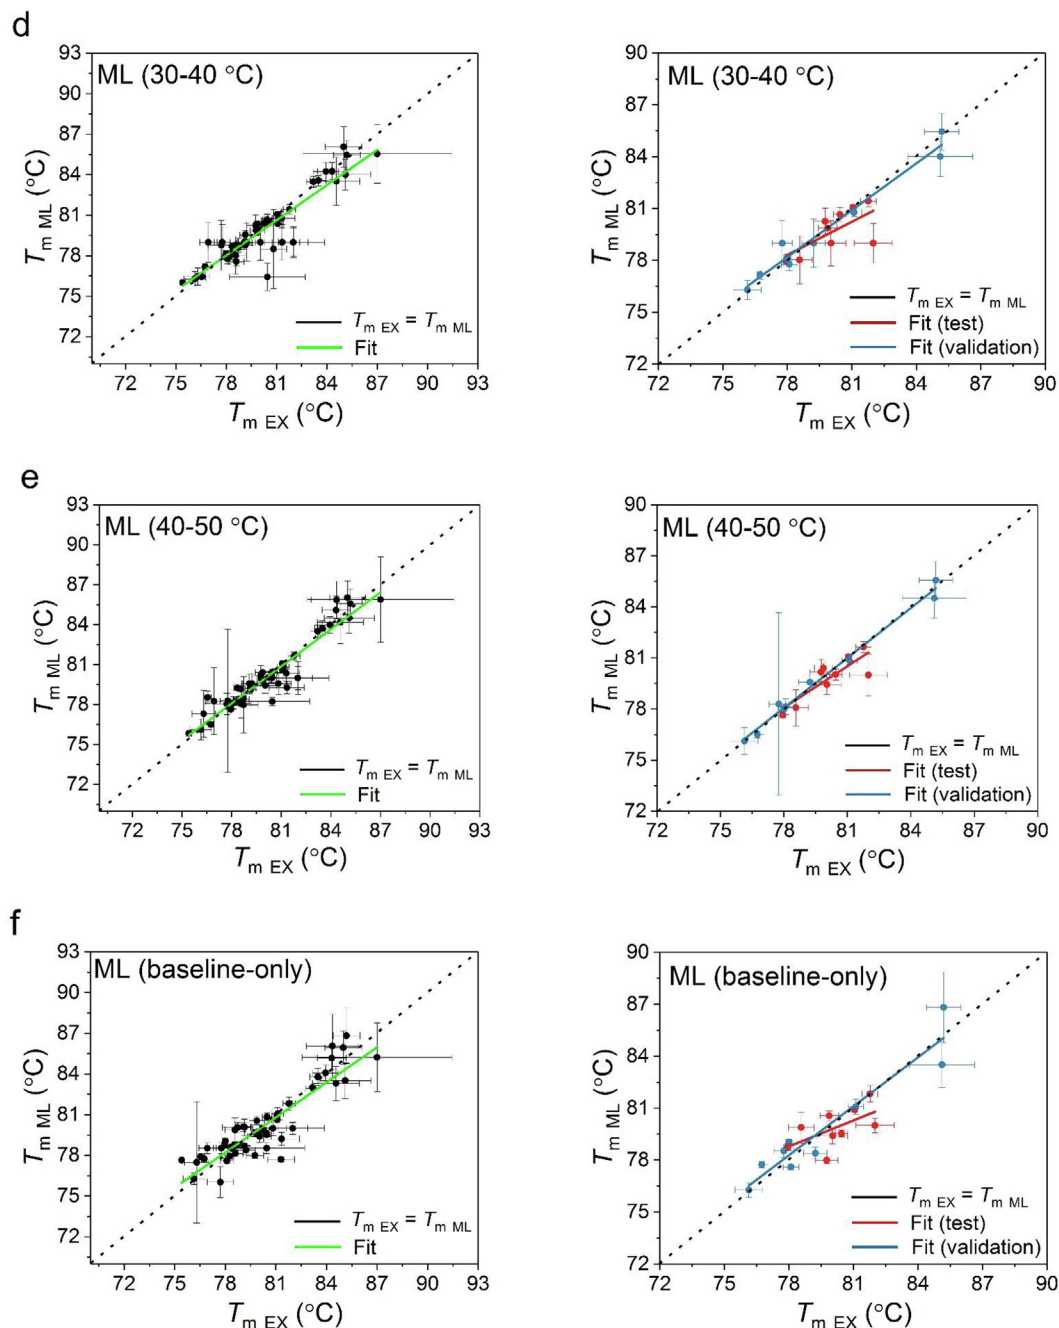 d
93
90
87
84
81
78
75
72
ML (30-40 °C)
T m ML (°C)
T m EX = T m ML
Fit
72 75 78 81 84 87 90 93
T m EX (°C)
90
87
84
81
78
75
72
ML (30-40 °C)
T m ML (°C)
T m EX = T m ML
Fit (test)
Fit (validation)
72 75 78 81 84 87 90
T m EX (°C)
e
93
90
87
84
81
78
75
72
ML (40-50 °C)
T m ML (°C)
T m EX = T m ML
Fit
72 75 78 81 84 87 90 93
T m EX (°C)
90
87
84
81
78
75
72
ML (40-50 °C)
T m ML (°C)
T m EX = T m ML
Fit (test)
Fit (validation)
72 75 78 81 84 87 90
T m EX (°C)
f
93
90
87
84
81
78
75
72
ML (baseline-only)
T m ML (°C)
T m EX = T m ML
Fit
72 75 78 81 84 87 90 93
T m EX (°C)
90
87
84
81
78
75
72
ML (baseline-only)
T m ML (°C)
T m EX = T m ML
Fit (test)
Fit (validation)
72 75 78 81 84 87 90
T m EX (°C)